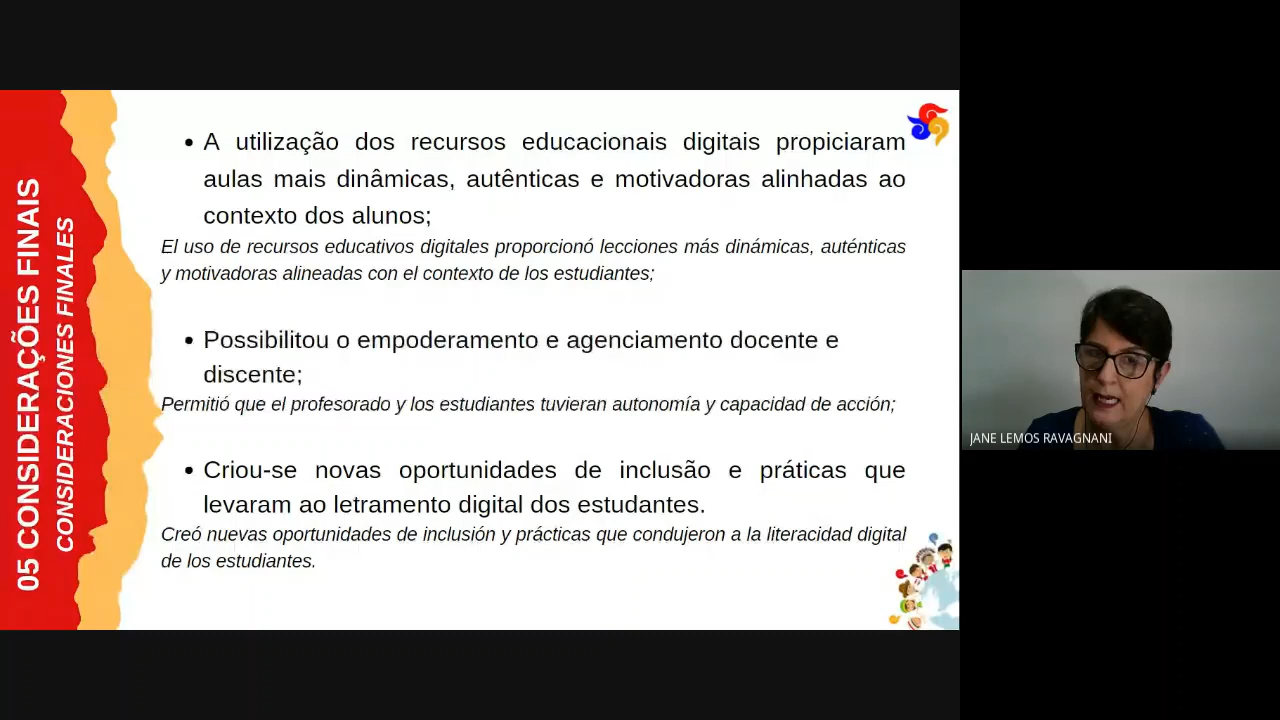 05 CONSIDERAÇÕES FINAIS
CONSIDERACIONES FINALES
• A utilização dos recursos educacionais digitais propiciaram
aulas mais dinâmicas, autênticas e motivadoras alinhadas ao
contexto dos alunos;
El uso de recursos educativos digitales proporcionó lecciones más dinámicas, auténticas
y motivadoras alineadas con el contexto de los estudiantes;
• Possibilitou o empoderamento e agenciamento docente e
discente;
Permitió que el profesorado y los estudiantes tuvieran autonomía y capacidad de acción;
• Criou-se novas oportunidades de inclusão e práticas que
levaram ao letramento digital dos estudantes.
Creó nuevas oportunidades de inclusión y prácticas que condujeron a la literacidad digital
de los estudiantes.
JANE LEMOS RAVAGNANI